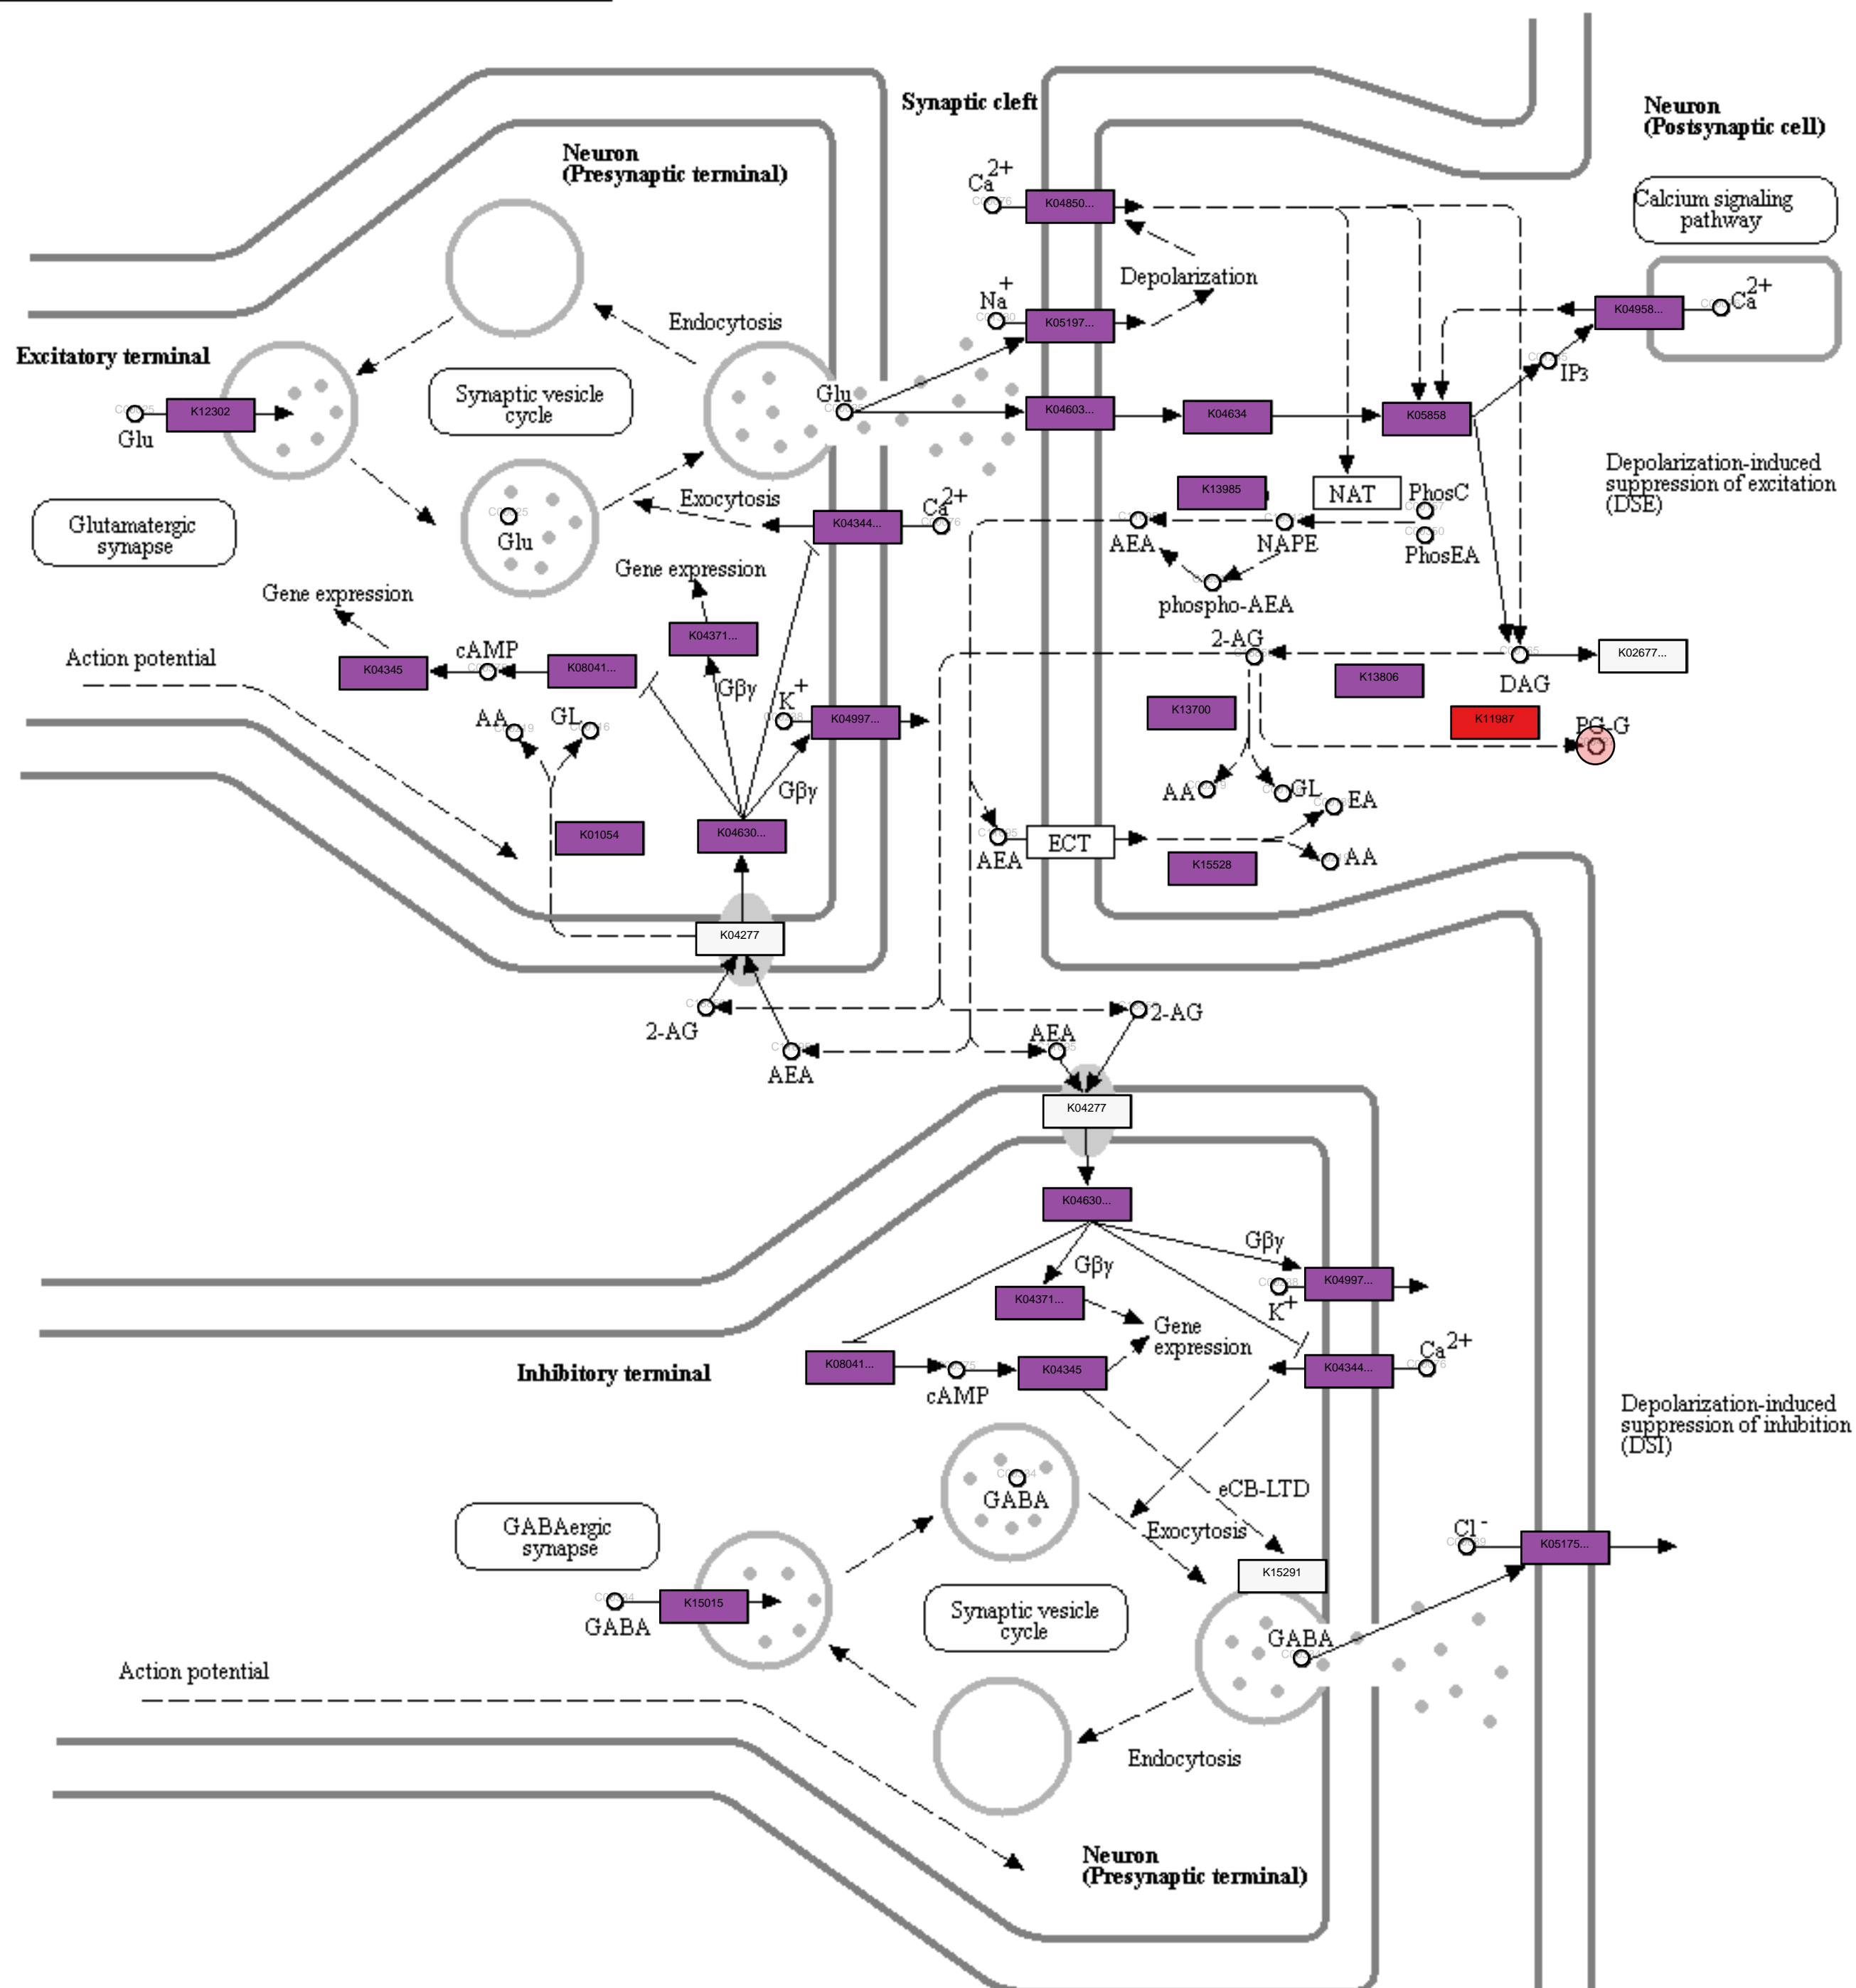 Synaptic cleft
Neuron
(Postsynaptic cell)
Neuron
(Presynaptic terminal)
Ca2+
K04850...
Calcium signaling
pathway
Depolarization
Na+
K05197...
K04958...
Ca2+
Endocytosis
Excitatory terminal
IP3
Synaptic vesicle
cycle
Glu
K12302
Glu
K04603...
K04634
K05858
Depolarization-induced
suppression of excitation
(DSE)
K13985
NAT
PhosC
Exocytosis
Ca2+
Glutamatergic
synapse
Glu
K04344...
AEA
NAPE
PhosEA
Gene expression
Gene expression
phospho-AEA
K04371...
2-AG
Action potential
cAMP
K04345
K08041...
K02677...
DAG
K13806
Gβγ
K+
K04997...
K13700
K11987
PG-G
AA
GL
Gβγ
AA
GL
EA
K01054
K04630...
AEA
ECT
AA
K15528
K04277
2-AG
2-AG
AEA
AEA
K04277
K04630...
Gβγ
Gβγ
K04997...
K04371...
K+
Gene
expression
Ca2+
Inhibitory terminal
K08041...
K04345
K04344...
cAMP
Depolarization-induced
suppression of inhibition
(DSI)
eCB-LTD
GABA
GABAergic
synapse
Exocytosis
Cl-
K05175...
K15291
K15015
GABA
Synaptic vesicle
cycle
GABA
Action potential
Endocytosis
Neuron
(Presynaptic terminal)